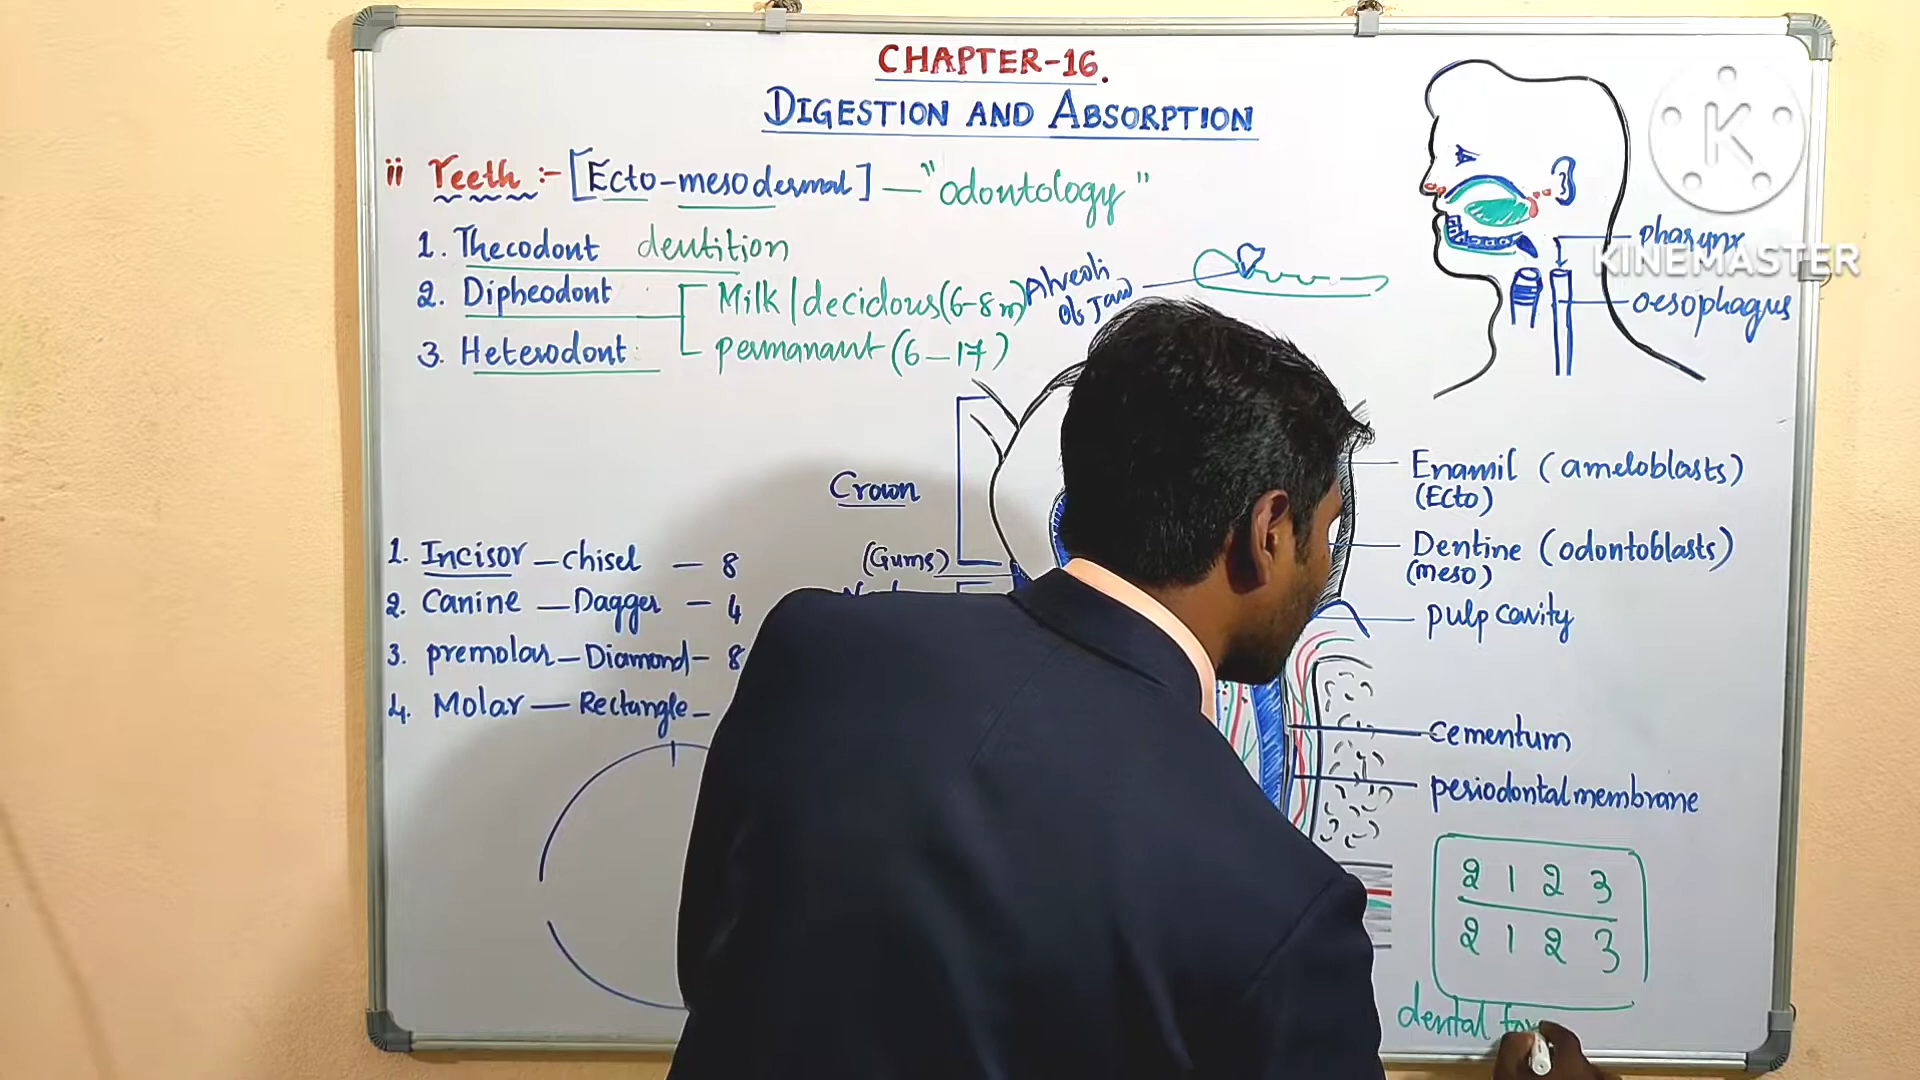 CHAPTER-16.
DIGESTION AND ABSORPTION
ii Teeth :- [Ecto-mesodermal] — "odontology"
1. Thecodont dentition
2. Dipheodont
Milk / decidous (6-8m)
permanant (6-17)
3. Heterodont:
Alveoli
of Jaw
K
KINEMASTER
pharynx
oesophagus
Crown
(Gums)
Enamil (ameloblasts)
(Ecto)
Dentine (odontoblasts)
(meso)
pulp cavity
cementum
periodontal membrane
1. Incisor - chisel - 8
2. Canine - Dagger - 4
3. premolar - Diamond - 8
4. Molar - Rectangle -
2 1 2 3
2 1 2 3
dental